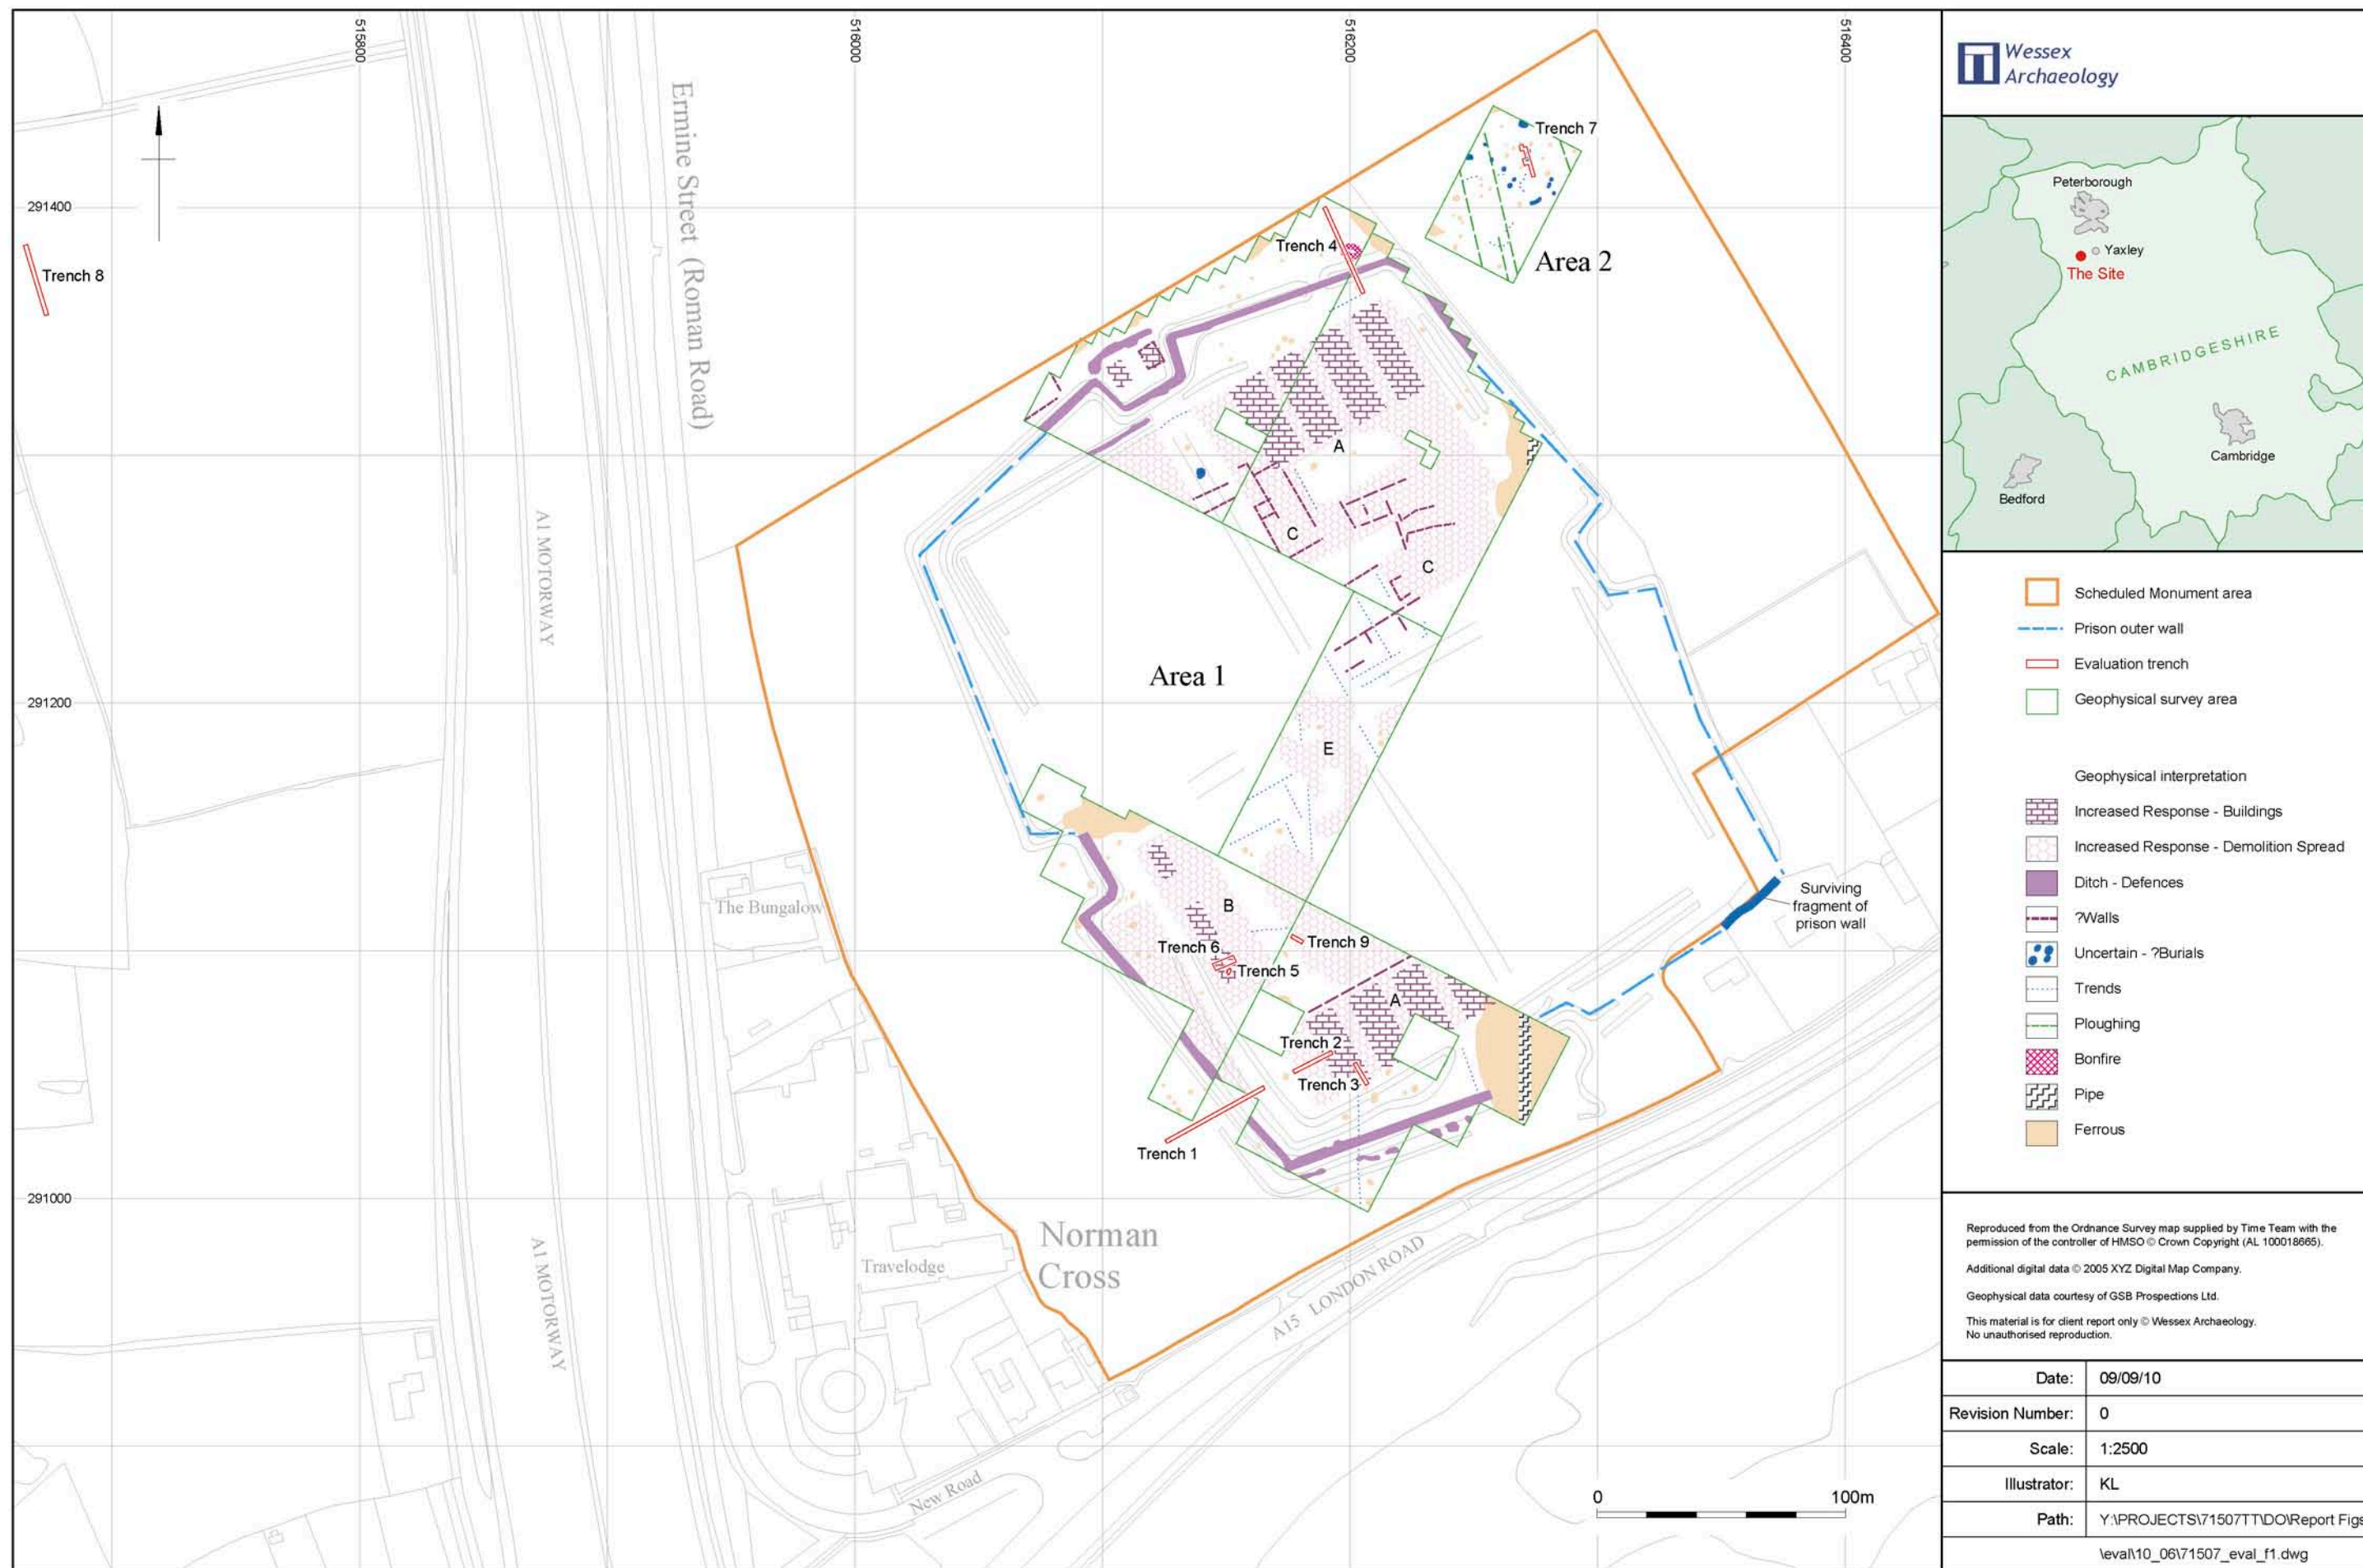 515800
516000
516200
516400
291400
291200
291000
Ermine Street (Roman Road)
A1 MOTORWAY
A1 MOTORWAY
Trench 8
Trench 7
Area 2
Trench 4
A
C
C
Area 1
E
B
Trench 6
Trench 5
Trench 9
A
Trench 2
Trench 3
Trench 1
Surviving
fragment of
prison wall
The Bungalow
Travelodge
Norman
Cross
A15 LONDON ROAD
New Road
0
100m
Wessex
Archaeology
Peterborough
Yaxley
The Site
CAMBRIDGESHIRE
Cambridge
Bedford
Scheduled Monument area
Prison outer wall
Evaluation trench
Geophysical survey area
Geophysical interpretation
Increased Response - Buildings
Increased Response - Demolition Spread
Ditch - Defences
?Walls
Uncertain - ?Burials
Trends
Ploughing
Bonfire
Pipe
Ferrous
Reproduced from the Ordnance Survey map supplied by Time Team with the
permission of the controller of HMSO © Crown Copyright (AL 100018665).
Additional digital data © 2005 XYZ Digital Map Company.
Geophysical data courtesy of GSB Prospections Ltd.
This material is for client report only © Wessex Archaeology.
No unauthorised reproduction.
Date: 09/09/10
Revision Number: 0
Scale: 1:2500
Illustrator: KL
Path: Y:\PROJECTS\71507TT\DO\Report Figs
\eval\10_06\71507_eval_f1.dwg